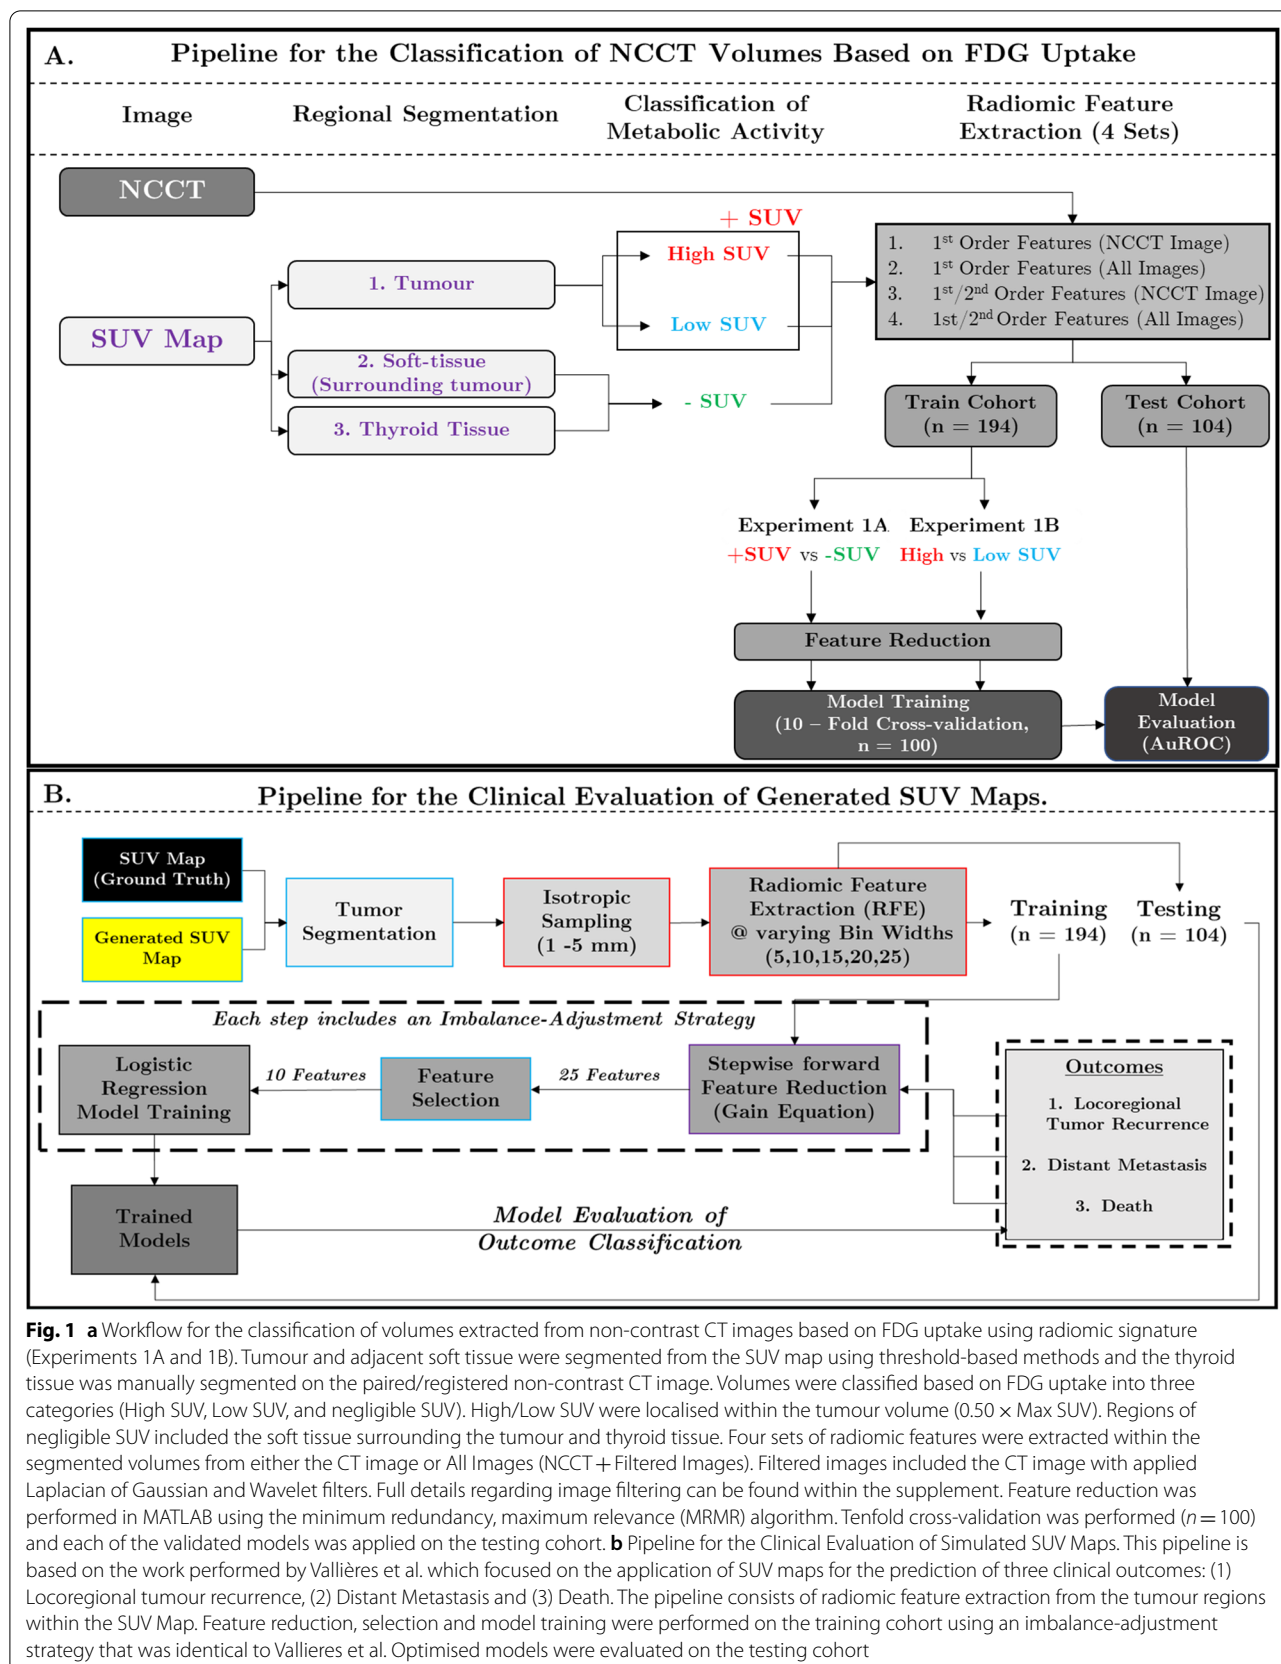 A. Pipeline for the Classification of NCCT Volumes Based on FDG Uptake
Image
Regional Segmentation
Classification of
Metabolic Activity
Radiomic Feature
Extraction (4 Sets)
NCCT
SUV Map
1. Tumour
2. Soft-tissue
(Surrounding tumour)
3. Thyroid Tissue
+ SUV
High SUV
Low SUV
- SUV
1. 1st Order Features (NCCT Image)
2. 1st Order Features (All Images)
3. 1st/2nd Order Features (NCCT Image)
4. 1st/2nd Order Features (All Images)
Train Cohort
(n = 194)
Test Cohort
(n = 104)
Experiment 1A
+SUV vs -SUV
Experiment 1B
High vs Low SUV
Feature Reduction
Model Training
(10 – Fold Cross-validation,
n = 100)
Model
Evaluation
(AuROC)
B. Pipeline for the Clinical Evaluation of Generated SUV Maps.
SUV Map
(Ground Truth)
Generated SUV
Map
Tumor
Segmentation
Isotropic
Sampling
(1 -5 mm)
Radiomic Feature
Extraction (RFE)
@ varying Bin Widths
(5,10,15,20,25)
Training
(n = 194)
Testing
(n = 104)
Each step includes an Imbalance-Adjustment Strategy
Logistic
Regression
Model Training
10 Features
Feature
Selection
25 Features
Stepwise forward
Feature Reduction
(Gain Equation)
Outcomes
1. Locoregional
Tumor Recurrence
2. Distant Metastasis
3. Death
Trained
Models
Model Evaluation of
Outcome Classification
Fig. 1 a Workflow for the classification of volumes extracted from non-contrast CT images based on FDG uptake using radiomic signature
(Experiments 1A and 1B). Tumour and adjacent soft tissue were segmented from the SUV map using threshold-based methods and the thyroid
tissue was manually segmented on the paired/registered non-contrast CT image. Volumes were classified based on FDG uptake into three
categories (High SUV, Low SUV, and negligible SUV). High/Low SUV were localised within the tumour volume (0.50 × Max SUV). Regions of
negligible SUV included the soft tissue surrounding the tumour and thyroid tissue. Four sets of radiomic features were extracted within the
segmented volumes from either the CT image or All Images (NCCT + Filtered Images). Filtered images included the CT image with applied
Laplacian of Gaussian and Wavelet filters. Full details regarding image filtering can be found within the supplement. Feature reduction was
performed in MATLAB using the minimum redundancy, maximum relevance (MRMR) algorithm. Tenfold cross-validation was performed (n = 100)
and each of the validated models was applied on the testing cohort. b Pipeline for the Clinical Evaluation of Simulated SUV Maps. This pipeline is
based on the work performed by Vallières et al. which focused on the application of SUV maps for the prediction of three clinical outcomes: (1)
Locoregional tumour recurrence, (2) Distant Metastasis and (3) Death. The pipeline consists of radiomic feature extraction from the tumour regions
within the SUV Map. Feature reduction, selection and model training were performed on the training cohort using an imbalance-adjustment
strategy that was identical to Vallieres et al. Optimised models were evaluated on the testing cohort